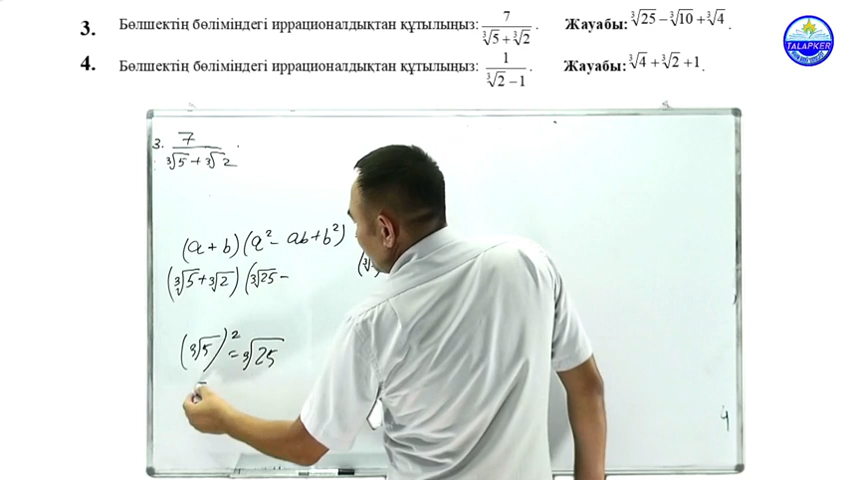 3. Бөлшектің бөліміндегі иррационалдықтан құтылыңыз: 7/(∛5+∛2). Жауабы: ∛25 −∛10 +∛4.
4. Бөлшектің бөліміндегі иррационалдықтан құтылыңыз: 1/(∛2 −1). Жауабы: ∛4 +∛2 +1.
TALAPKER
3. 7/(∛5 + ∛2)
(a + b)(a² − ab + b²)
(∛5 + ∛2)(∛25 −
(∛5)² = ∛25